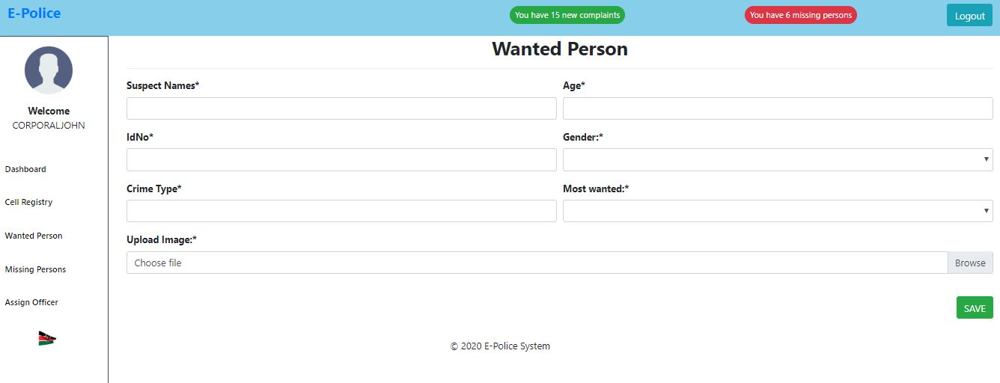 E-Police
You have 15 new complaints
You have 6 missing persons
Logout
Welcome
CORPORALJOHN
Dashboard
Cell Registry
Wanted Person
Missing Persons
Assign Officer
Wanted Person
Suspect Names*
Age*
IdNo*
Gender:*
Crime Type*
Most wanted:*
Upload Image:*
Choose file
Browse
SAVE
© 2020 E-Police System